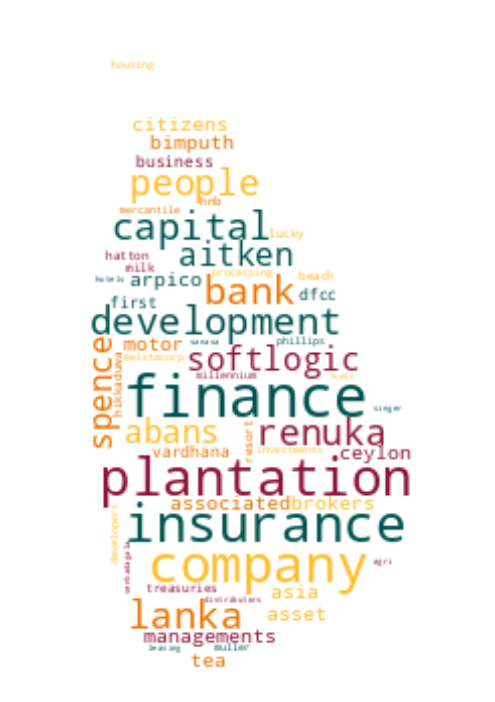 housing
citizens
bimputh
business
people
hnb
mercantile
capital
lucky
aitken
hatton
milk
processing
hotels arpico bank beach
first dfcc
development
motor sanasa phillips
melstacorp softlogic
spence
hikkaduwa
millennium foods
finance singer
abans renuka
vardhana resort investments ceylon
plantation
associated brokers
developers insurance
company agri
treasuries asia
distributors
lanka asset
managements
leasing muller
tea